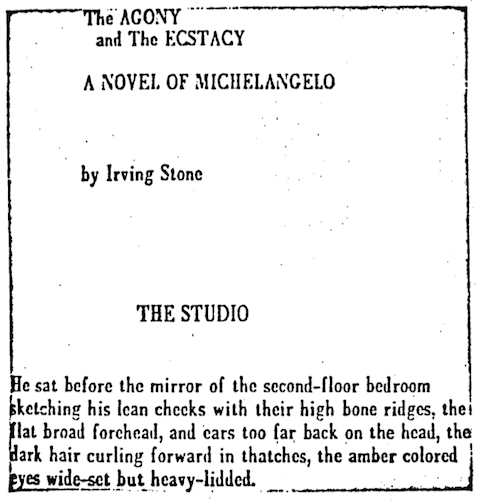 The AGONY
and The ECSTACY
A NOVEL OF MICHELANGELO
by Irving Stone
THE STUDIO
He sat before the mirror of the second-floor bedroom
sketching his lean cheeks with their high bone ridges, the
flat broad forehead, and ears too far back on the head, the
dark hair curling forward in thatches, the amber colored
eyes wide-set but heavy-lidded.